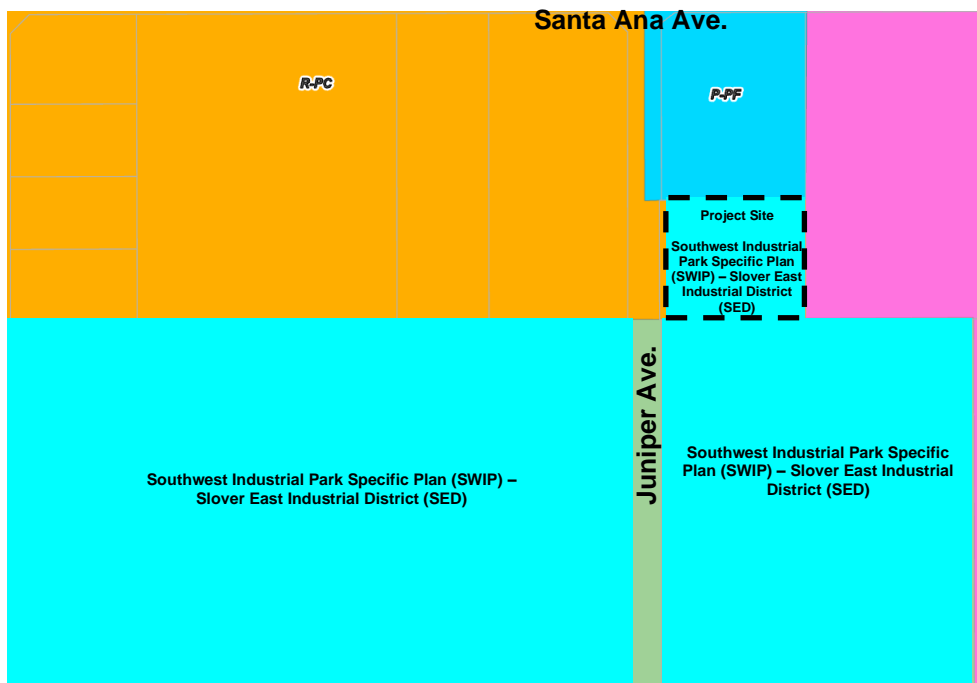 Santa Ana Ave.
R-PC
P-PF
Project Site
Southwest Industrial
Park Specific Plan
(SWIP) – Slover East
Industrial District
(SED)
Juniper Ave.
Southwest Industrial Park Specific Plan (SWIP) –
Slover East Industrial District (SED)
Southwest Industrial Park Specific
Plan (SWIP) – Slover East Industrial
District (SED)